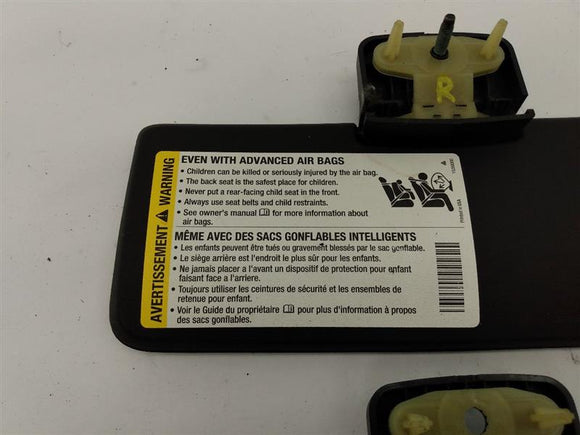 AVERTISSEMENT WARNING
EVEN WITH ADVANCED AIR BAGS
• Children can be killed or seriously injured by the air bag.
• The back seat is the safest place for children.
• Never put a rear-facing child seat in the front.
• Always use seat belts and child restraints.
• See owner's manual for more information about
air bags.
MÊME AVEC DES SACS GONFLABLES INTELLIGENTS
• Les enfants peuvent être tués ou gravement blessés par le sac gonflable.
• Le siège arrière est l'endroit le plus sûr pour les enfants.
• Ne jamais placer a l'avant un dispositif de protection pour enfant
faisant face a l'arriere.
• Toujours utiliser les ceintures de sécurité et les ensembles de
retenue pour enfant.
• Voir le Guide du propriétaire pour plus d'information à propos
des sacs gonflables.
Printed in USA
R